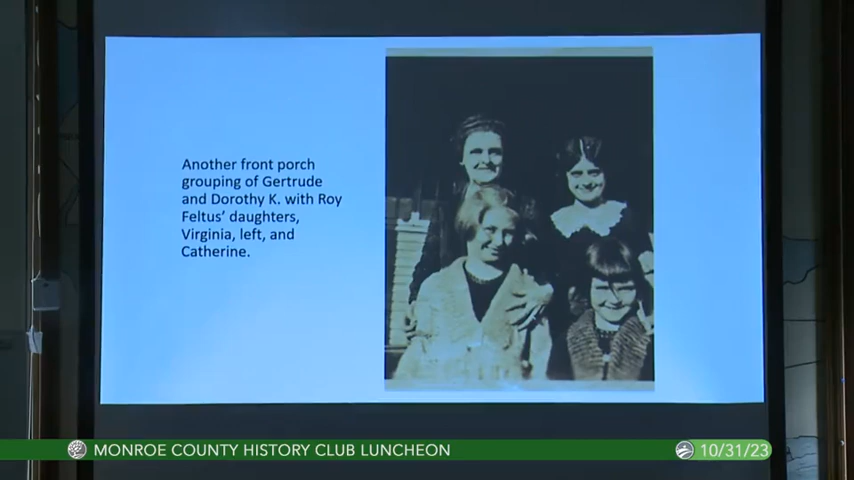 Another front porch
grouping of Gertrude
and Dorothy K. with Roy
Feltus’ daughters,
Virginia, left, and
Catherine.
MONROE COUNTY HISTORY CLUB LUNCHEON
10/31/23